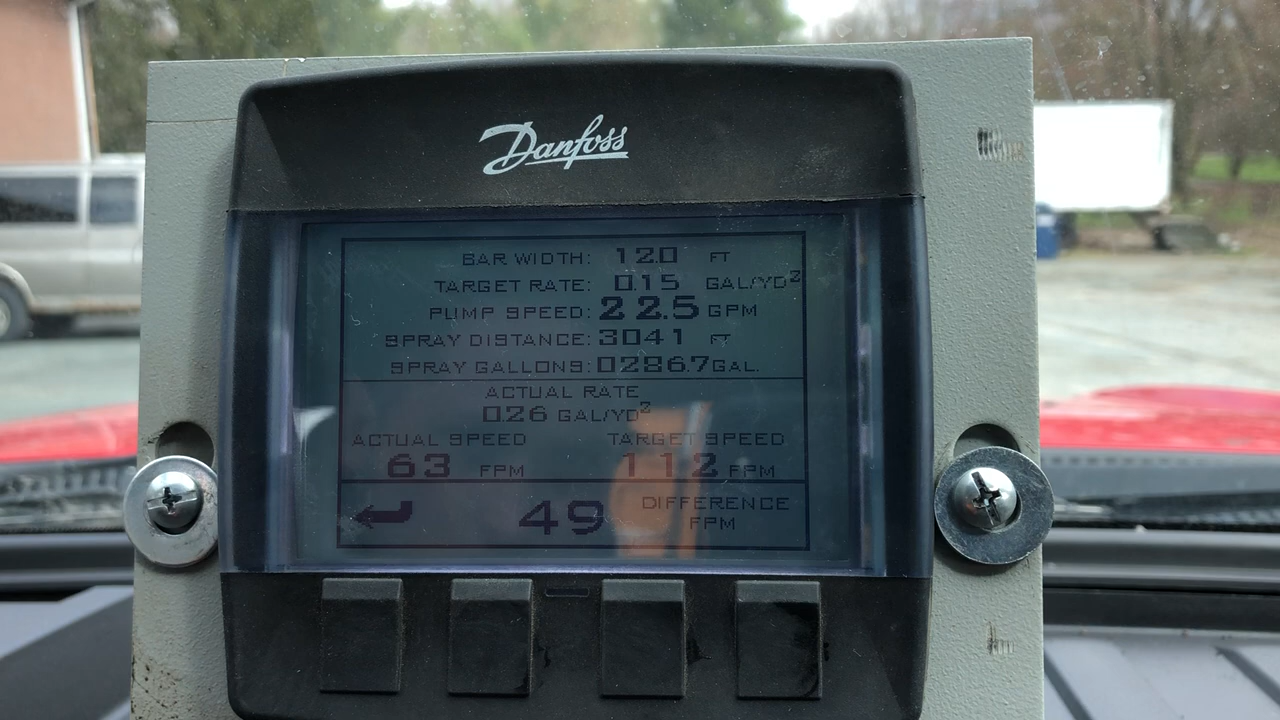 Danfoss
BAR WIDTH: 12.0 FT
TARGET RATE: 0.15 GAL/YD²
PUMP SPEED: 22.5 GPM
SPRAY DISTANCE: 3041 FT
SPRAY GALLONS: 0286.7 GAL.
ACTUAL RATE
0.26 GAL/YD²
ACTUAL SPEED TARGET SPEED
63 FPM 112 FPM
49 DIFFERENCE
FPM